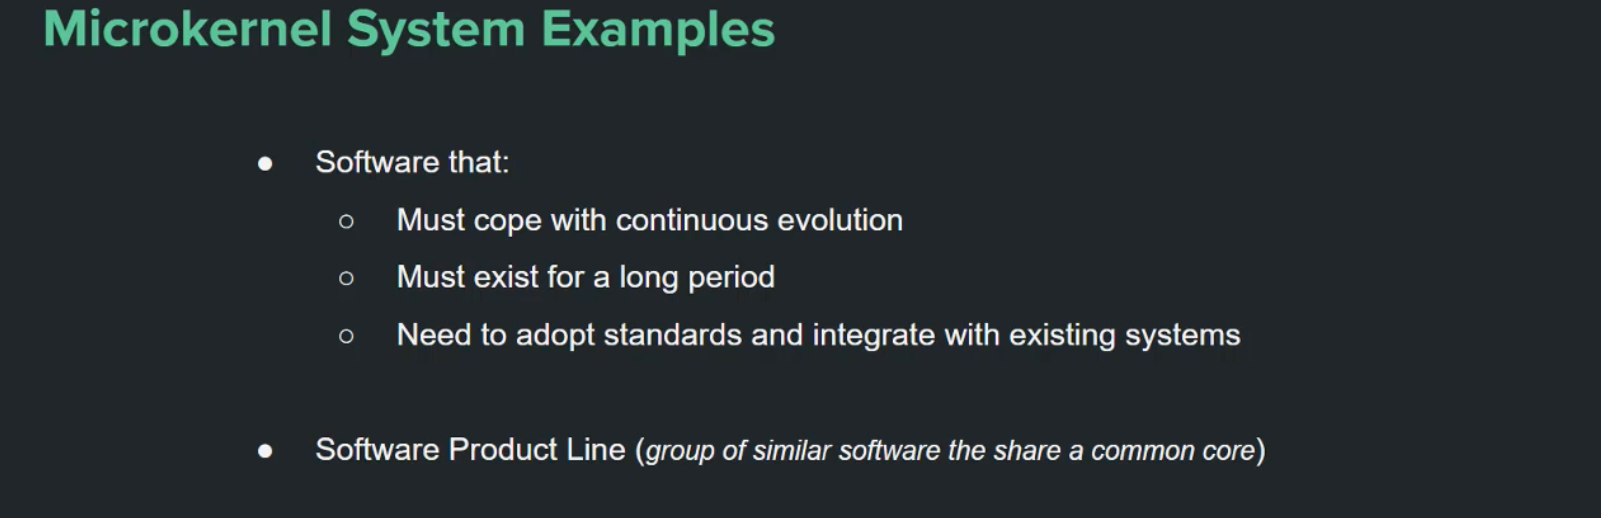 Microkernel System Examples
● Software that:
○ Must cope with continuous evolution
○ Must exist for a long period
○ Need to adopt standards and integrate with existing systems
● Software Product Line (group of similar software the share a common core)